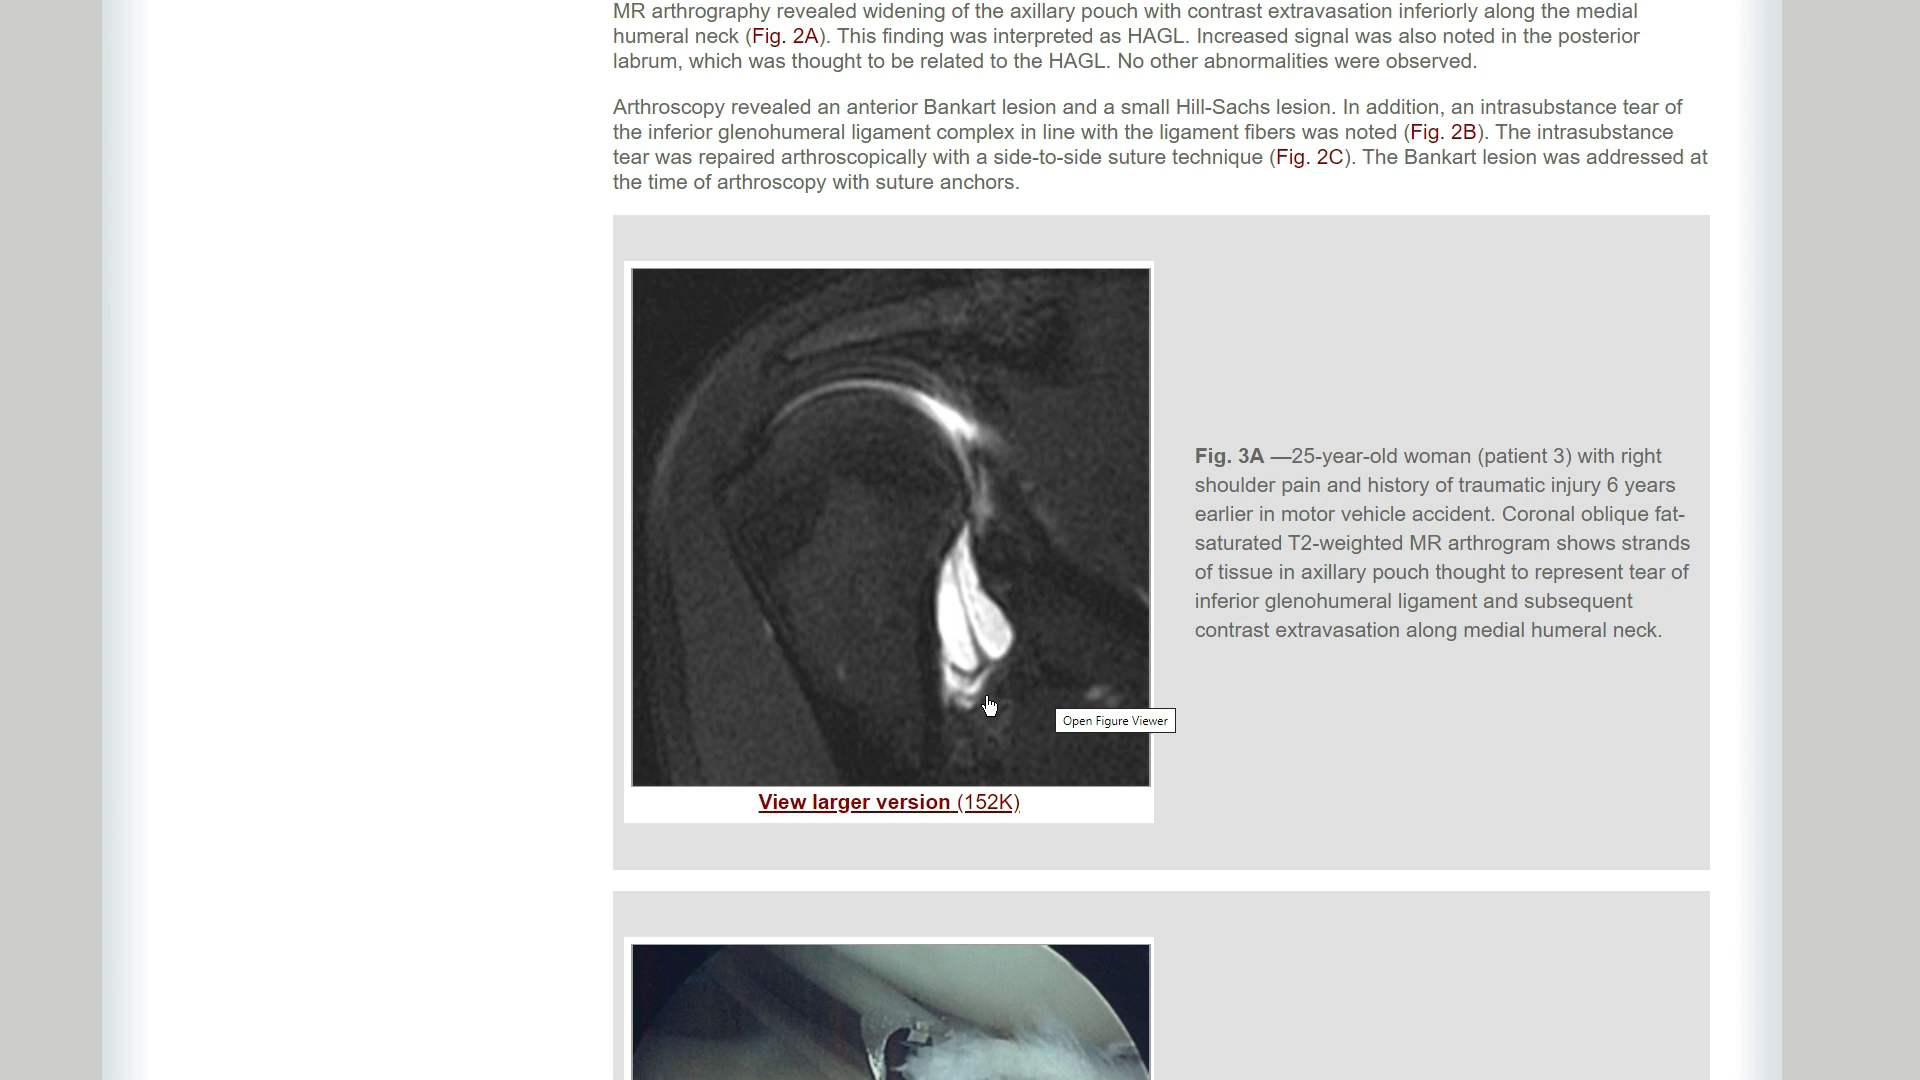 MR arthrography revealed widening of the axillary pouch with contrast extravasation inferiorly along the medial
humeral neck (Fig. 2A). This finding was interpreted as HAGL. Increased signal was also noted in the posterior
labrum, which was thought to be related to the HAGL. No other abnormalities were observed.
Arthroscopy revealed an anterior Bankart lesion and a small Hill-Sachs lesion. In addition, an intrasubstance tear of
the inferior glenohumeral ligament complex in line with the ligament fibers was noted (Fig. 2B). The intrasubstance
tear was repaired arthroscopically with a side-to-side suture technique (Fig. 2C). The Bankart lesion was addressed at
the time of arthroscopy with suture anchors.
Fig. 3A —25-year-old woman (patient 3) with right
shoulder pain and history of traumatic injury 6 years
earlier in motor vehicle accident. Coronal oblique fat-
saturated T2-weighted MR arthrogram shows strands
of tissue in axillary pouch thought to represent tear of
inferior glenohumeral ligament and subsequent
contrast extravasation along medial humeral neck.
Open Figure Viewer
View larger version (152K)